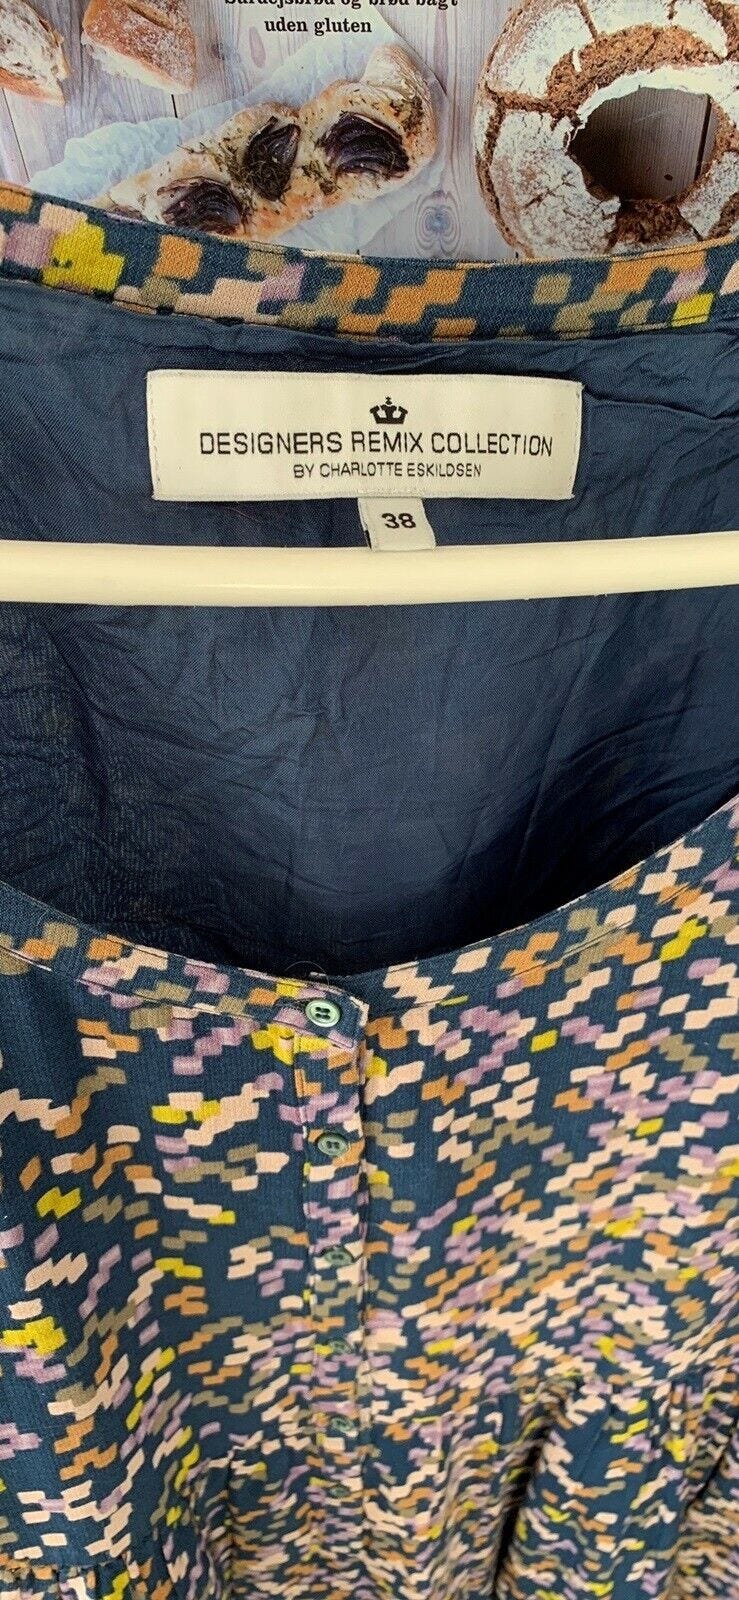 Surdejsbrød og brød bagt
uden gluten
DESIGNERS REMIX COLLECTION
BY CHARLOTTE ESKILDSEN
38